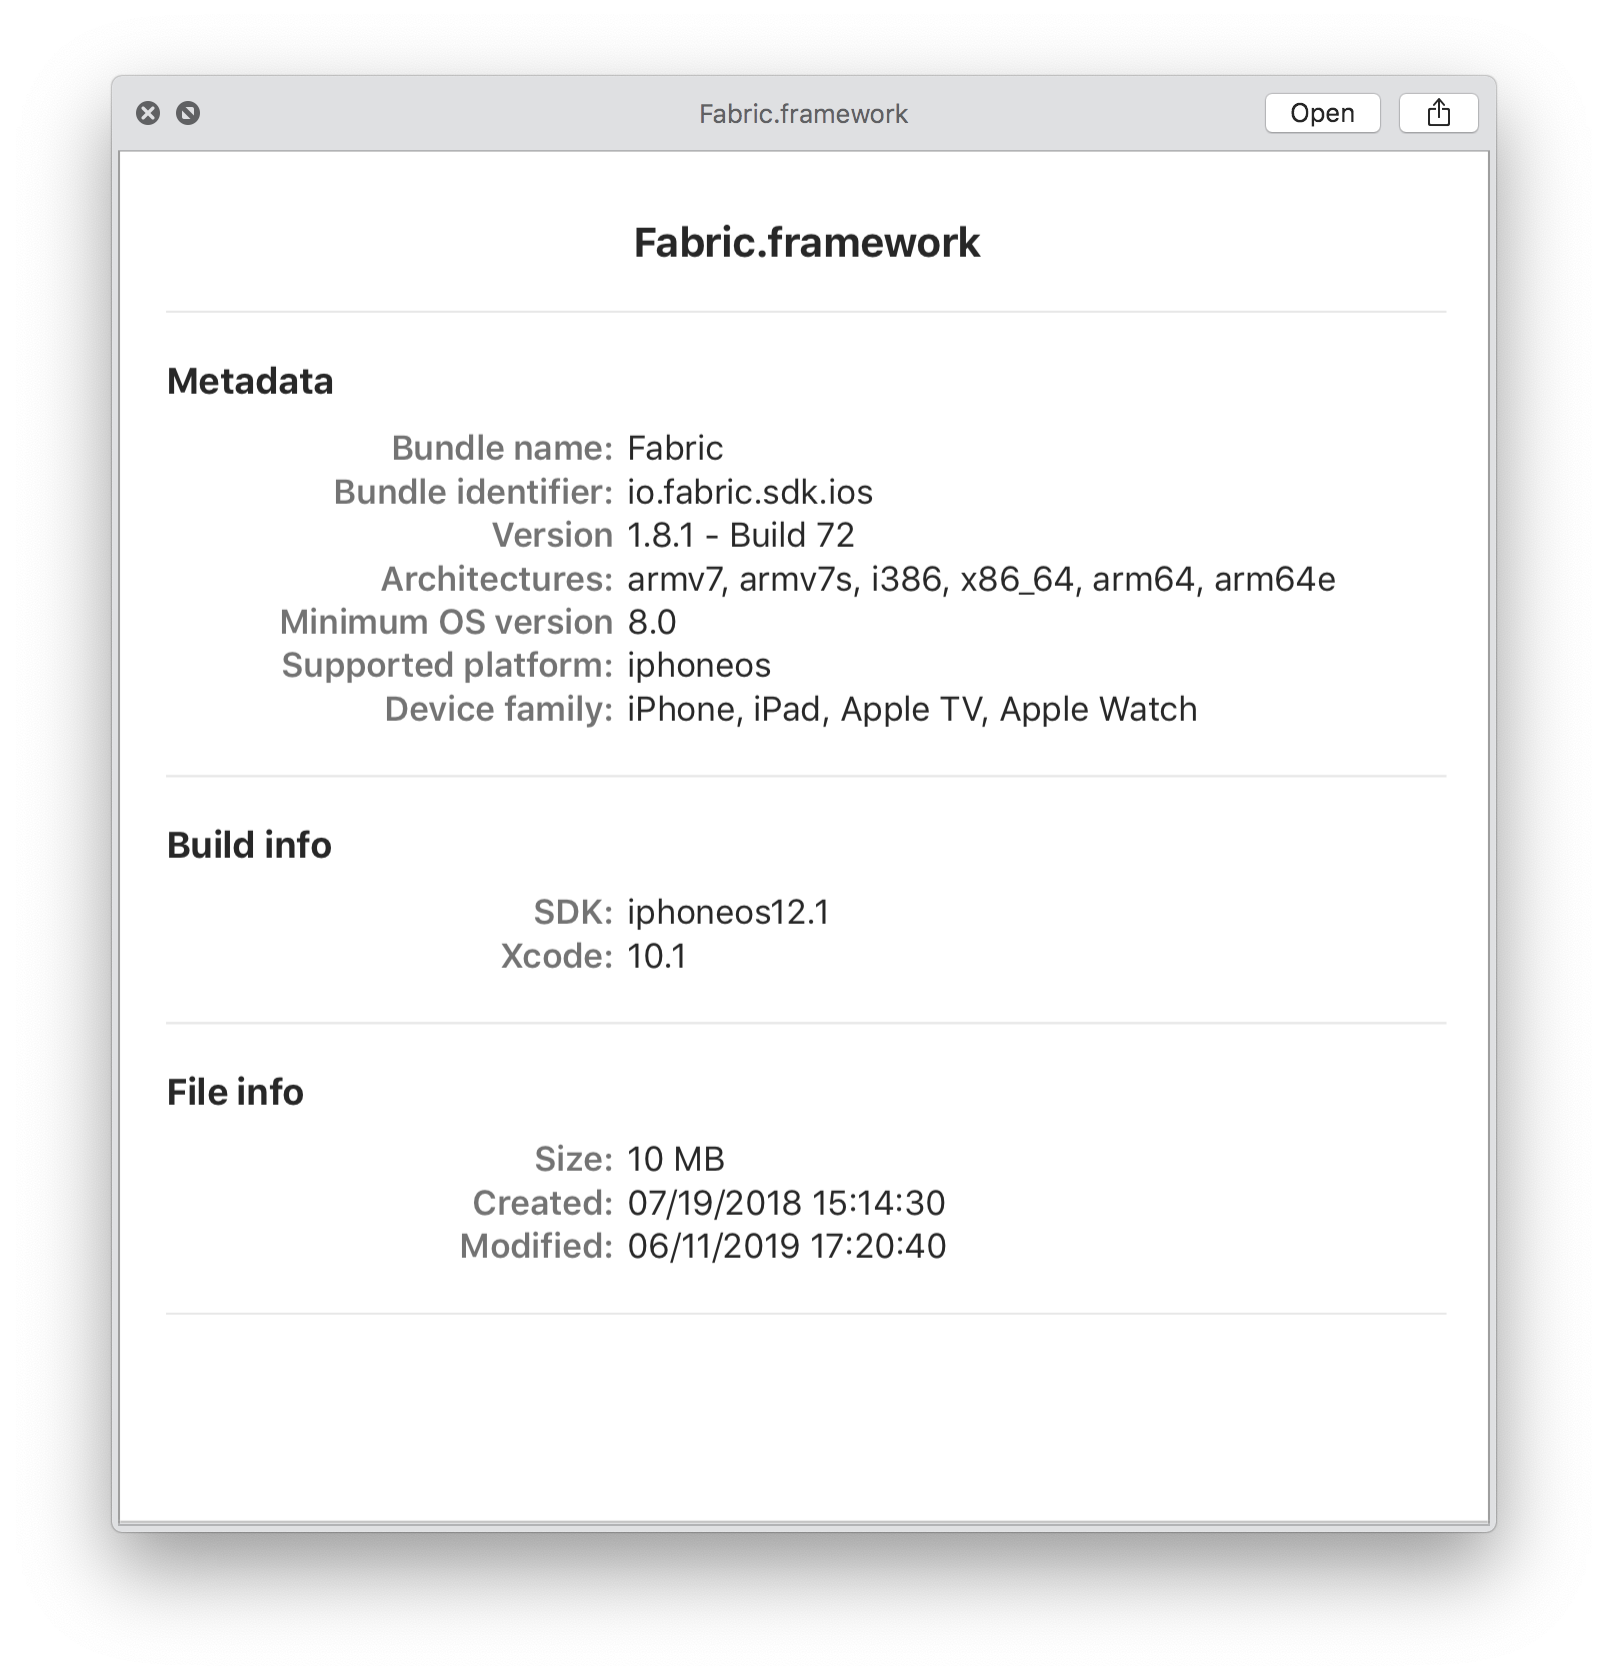 Fabric.framework
Open
Fabric.framework
Metadata
Bundle name: Fabric
Bundle identifier: io.fabric.sdk.ios
Version 1.8.1 - Build 72
Architectures: armv7, armv7s, i386, x86_64, arm64, arm64e
Minimum OS version 8.0
Supported platform: iphoneos
Device family: iPhone, iPad, Apple TV, Apple Watch
Build info
SDK: iphoneos12.1
Xcode: 10.1
File info
Size: 10 MB
Created: 07/19/2018 15:14:30
Modified: 06/11/2019 17:20:40